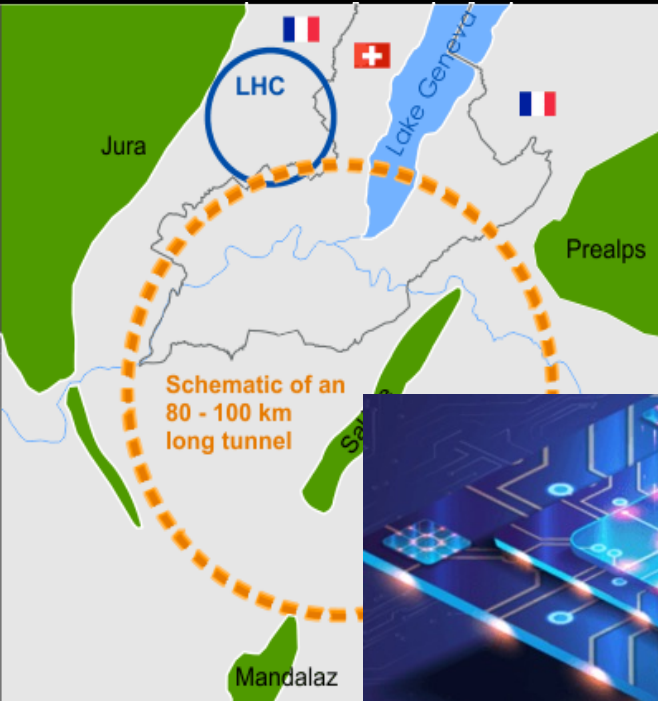 LHC
Lake Geneva
Jura
Prealps
Schematic of an
80 - 100 km
long tunnel
Mandalaz